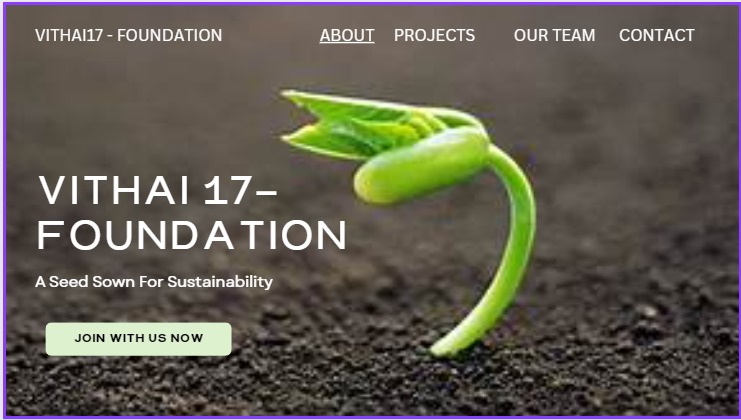 VITHAI17 - FOUNDATION
ABOUT PROJECTS OUR TEAM CONTACT
VITHAI 17–
FOUNDATION
A Seed Sown For Sustainability
JOIN WITH US NOW